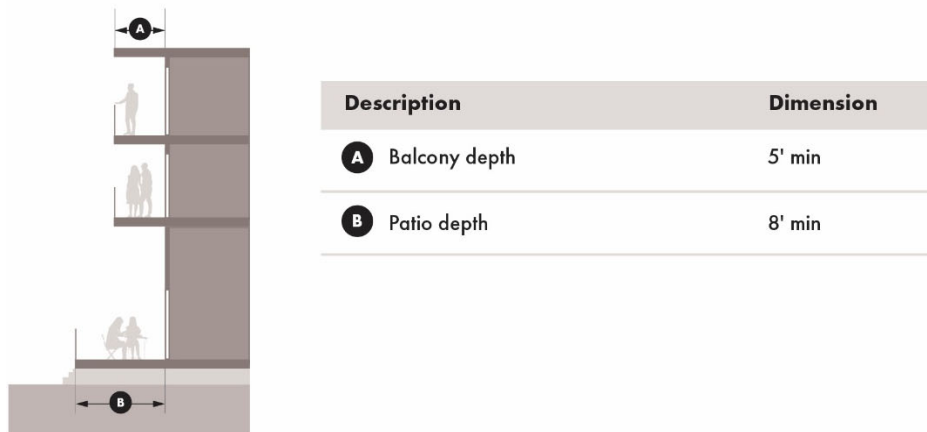 A
Description Dimension
A Balcony depth 5' min
B Patio depth 8' min
B